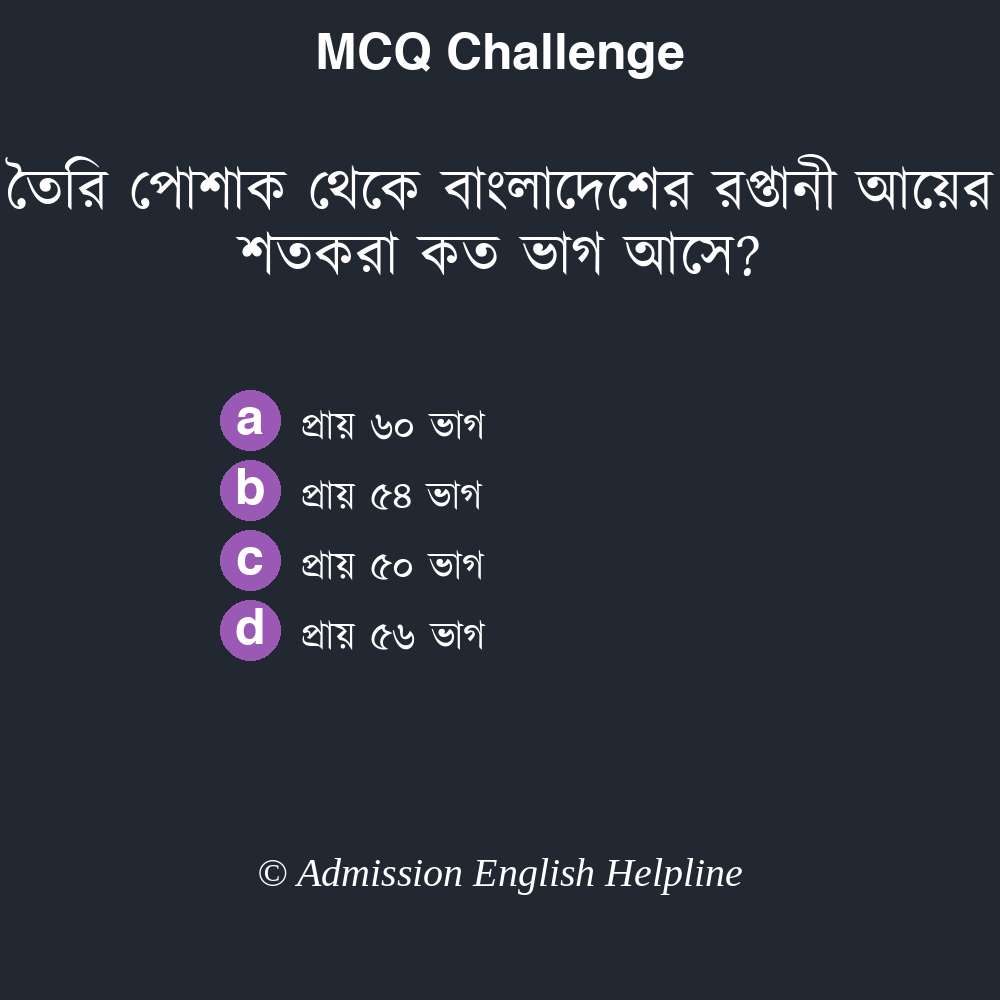 MCQ Challenge
তৈরি পোশাক থেকে বাংলাদেশের রপ্তানী আয়ের
শতকরা কত ভাগ আসে?
a প্রায় ৬০ ভাগ
b প্রায় ৫৪ ভাগ
c প্রায় ৫০ ভাগ
d প্রায় ৫৬ ভাগ
© Admission English Helpline